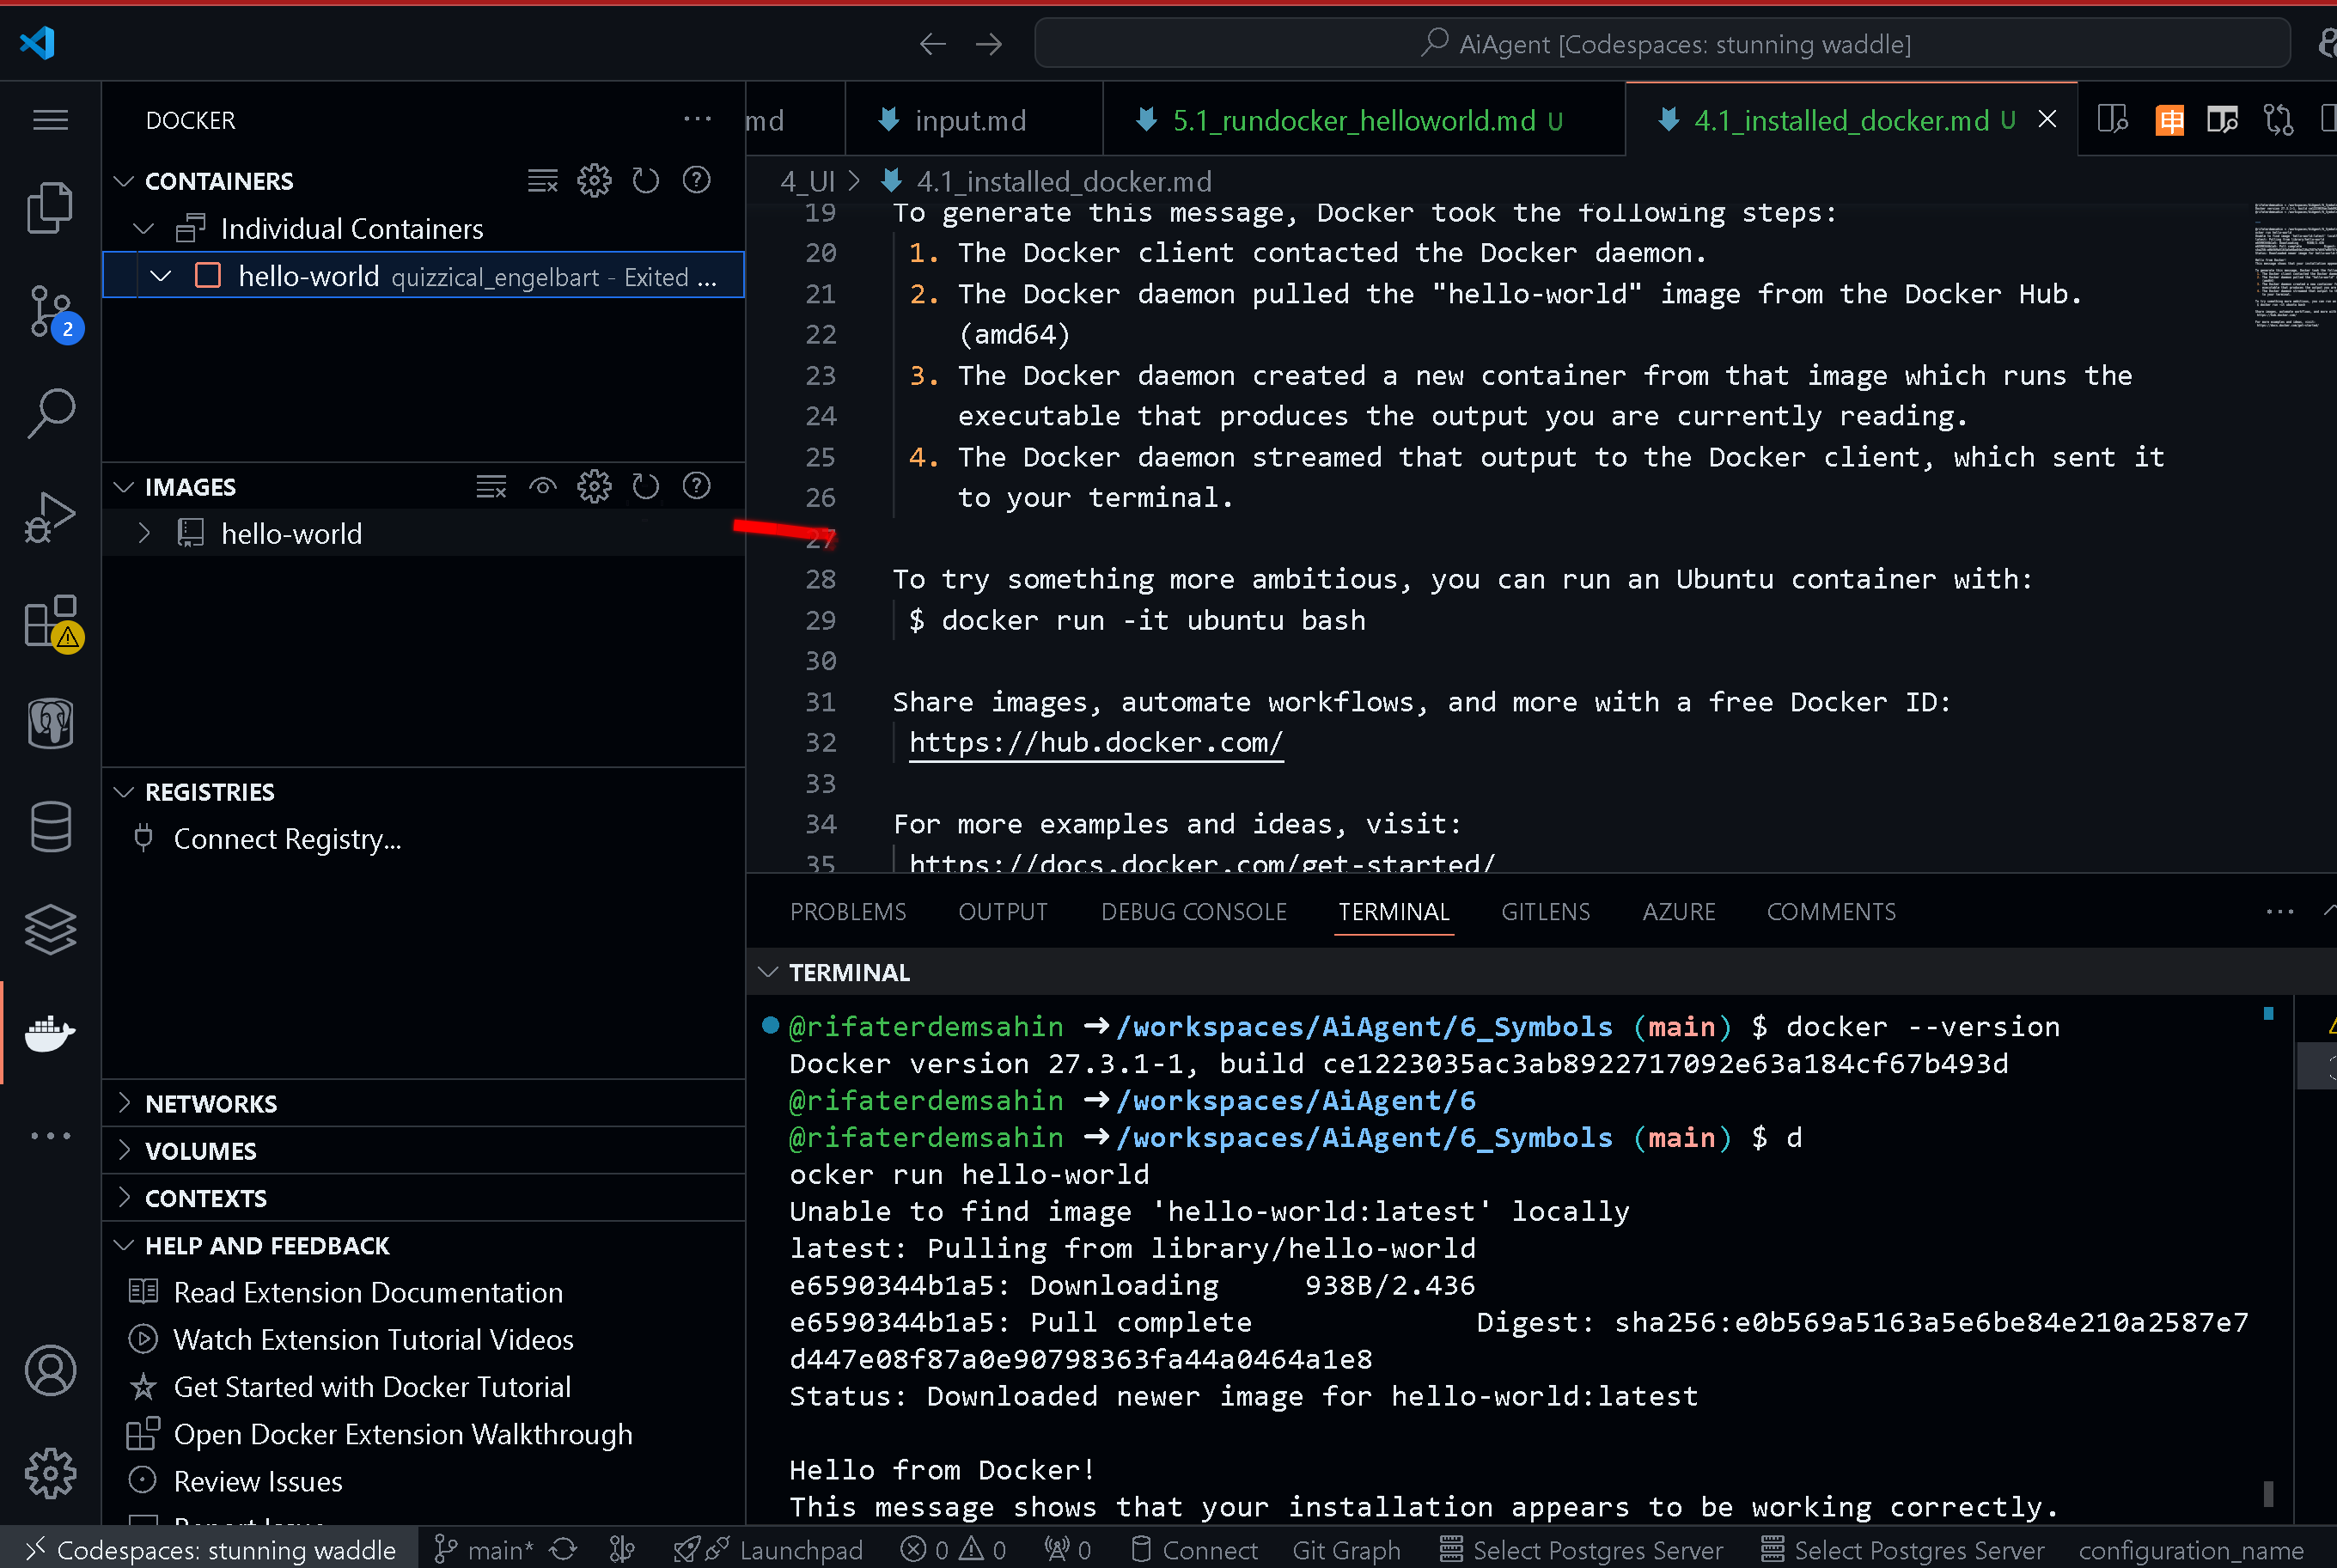 AiAgent [Codespaces: stunning waddle]
DOCKER
CONTAINERS
Individual Containers
hello-world quizzical_engelbart - Exited ...
IMAGES
hello-world
REGISTRIES
Connect Registry...
NETWORKS
VOLUMES
CONTEXTS
HELP AND FEEDBACK
Read Extension Documentation
Watch Extension Tutorial Videos
Get Started with Docker Tutorial
Open Docker Extension Walkthrough
Review Issues
2
md
input.md
5.1_rundocker_helloworld.md U
4.1_installed_docker.md U
4_UI > 4.1_installed_docker.md
19 To generate this message, Docker took the following steps:
20 1. The Docker client contacted the Docker daemon.
21 2. The Docker daemon pulled the "hello-world" image from the Docker Hub.
22 (amd64)
23 3. The Docker daemon created a new container from that image which runs the
24 executable that produces the output you are currently reading.
25 4. The Docker daemon streamed that output to the Docker client, which sent it
26 to your terminal.
27
28 To try something more ambitious, you can run an Ubuntu container with:
29 $ docker run -it ubuntu bash
30
31 Share images, automate workflows, and more with a free Docker ID:
32 https://hub.docker.com/
33
34 For more examples and ideas, visit:
35 https://docs.docker.com/get-started/
PROBLEMS OUTPUT DEBUG CONSOLE TERMINAL GITLENS AZURE COMMENTS
TERMINAL
@rifaterdemsahin ➜ /workspaces/AiAgent/6_Symbols (main) $ docker --version
Docker version 27.3.1-1, build ce1223035ac3ab8922717092e63a184cf67b493d
@rifaterdemsahin ➜ /workspaces/AiAgent/6
@rifaterdemsahin ➜ /workspaces/AiAgent/6_Symbols (main) $ d
ocker run hello-world
Unable to find image 'hello-world:latest' locally
latest: Pulling from library/hello-world
e6590344b1a5: Downloading 938B/2.436
e6590344b1a5: Pull complete Digest: sha256:e0b569a5163a5e6be84e210a2587e7
d447e08f87a0e90798363fa44a0464a1e8
Status: Downloaded newer image for hello-world:latest
Hello from Docker!
This message shows that your installation appears to be working correctly.
Codespaces: stunning waddle main* Launchpad 0 0 0 Connect Git Graph Select Postgres Server Select Postgres Server configuration_name